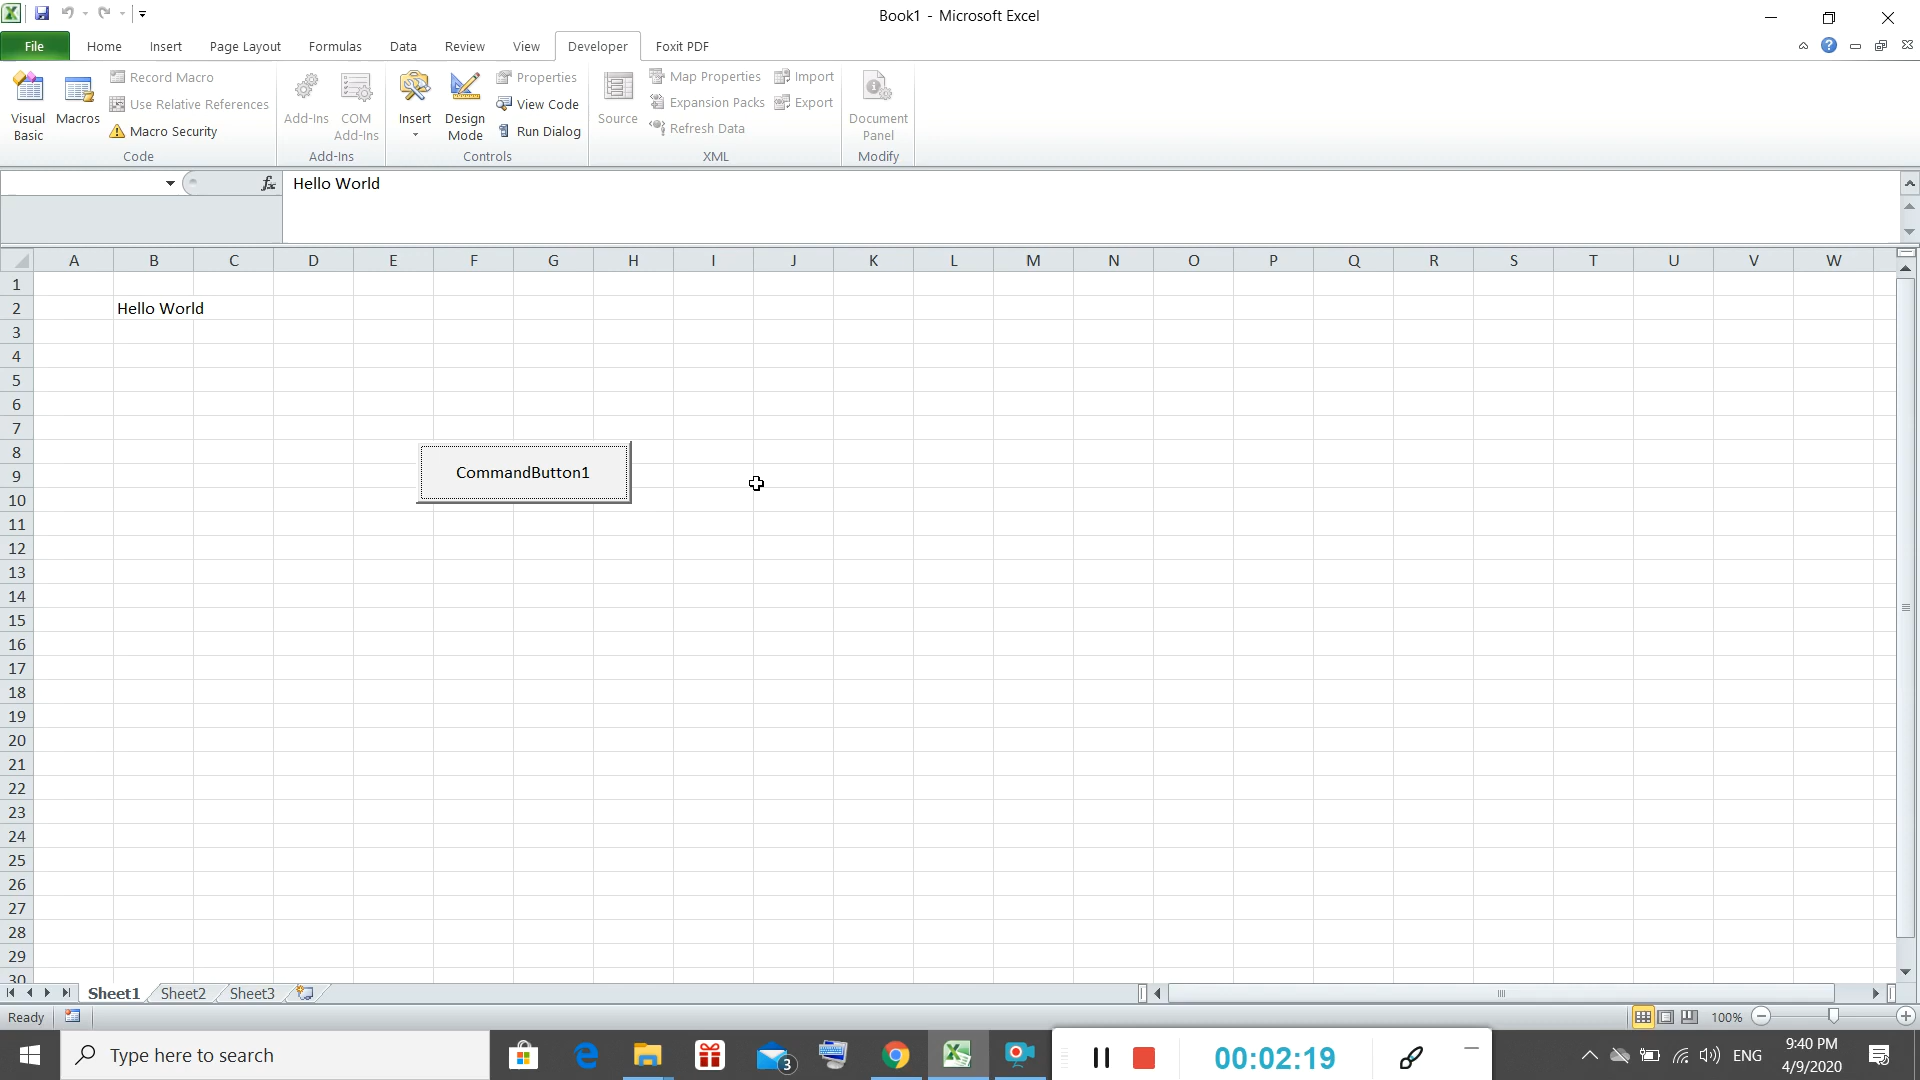 Book1 - Microsoft Excel
File Home Insert Page Layout Formulas Data Review View Developer Foxit PDF
Visual Basic
Macros
Record Macro
Use Relative References
Macro Security
Code
Add-Ins
COM Add-Ins
Add-Ins
Insert
Design Mode
Properties
View Code
Run Dialog
Controls
Source
Map Properties
Expansion Packs
Refresh Data
Import
Export
XML
Document Panel
Modify
fx Hello World
A B C D E F G H I J K L M N O P Q R S T U V W
1
2 Hello World
3
4
5
6
7
8
9 CommandButton1
10
11
12
13
14
15
16
17
18
19
20
21
22
23
24
25
26
27
28
29
30
Sheet1 Sheet2 Sheet3
Ready 100%
Type here to search 3 00:02:19 ENG 9:40 PM
4/9/2020